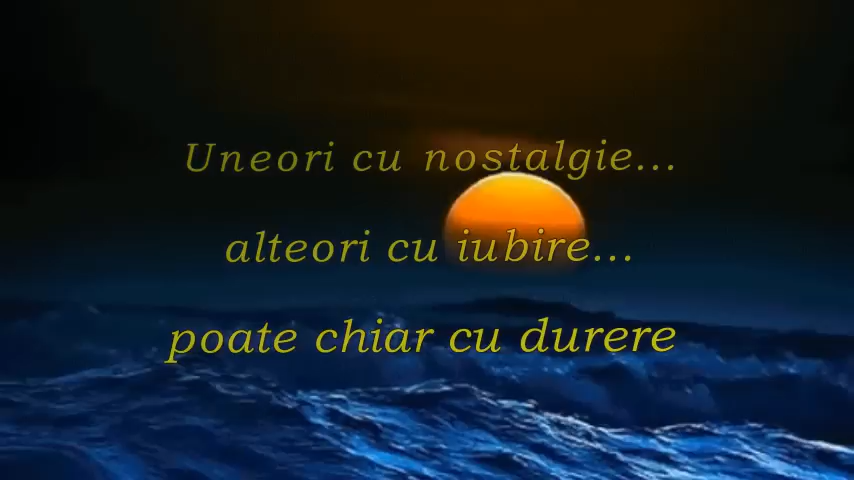 Uneori cu nostalgie...
alteori cu iubire...
poate chiar cu durere